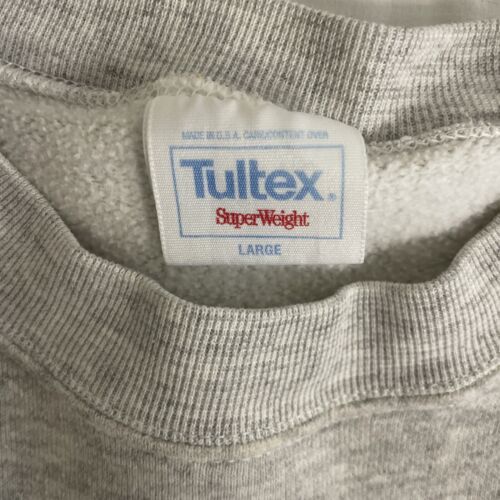 MADE IN U.S.A. CARE/CONTENT OVER
Tultex®
SuperWeight
LARGE